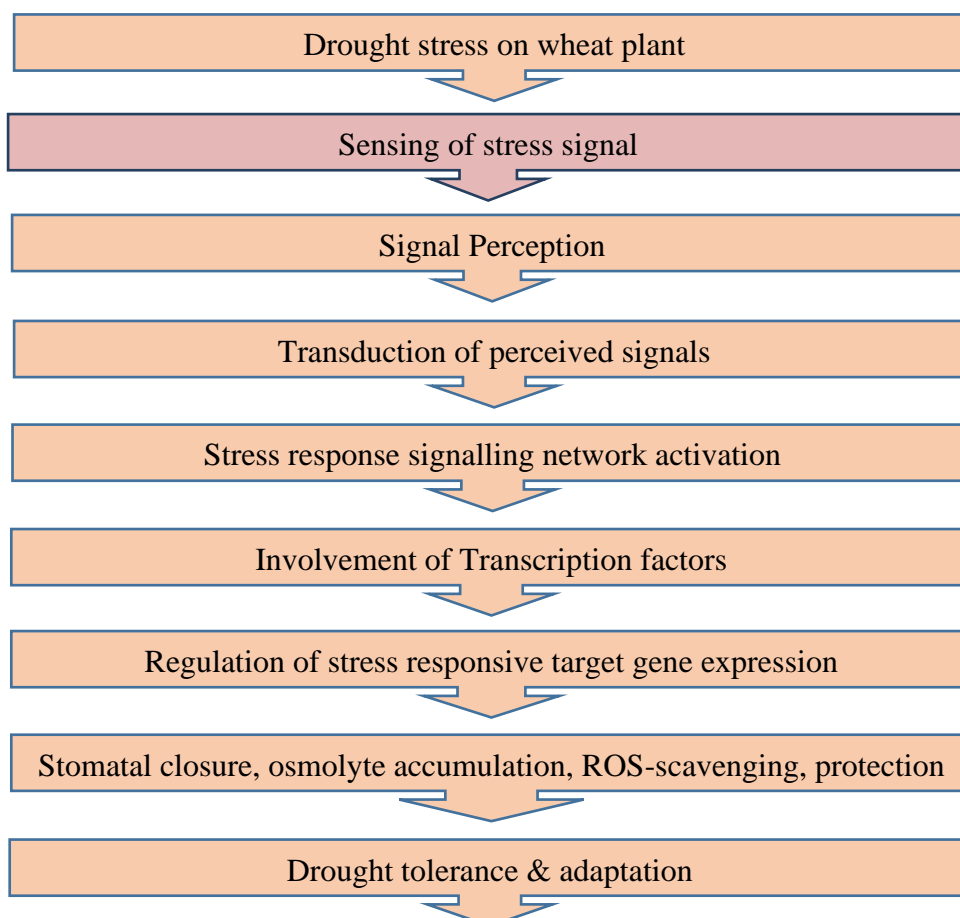 Drought stress on wheat plant
Sensing of stress signal
Signal Perception
Transduction of perceived signals
Stress response signalling network activation
Involvement of Transcription factors
Regulation of stress responsive target gene expression
Stomatal closure, osmolyte accumulation, ROS-scavenging, protection
Drought tolerance & adaptation